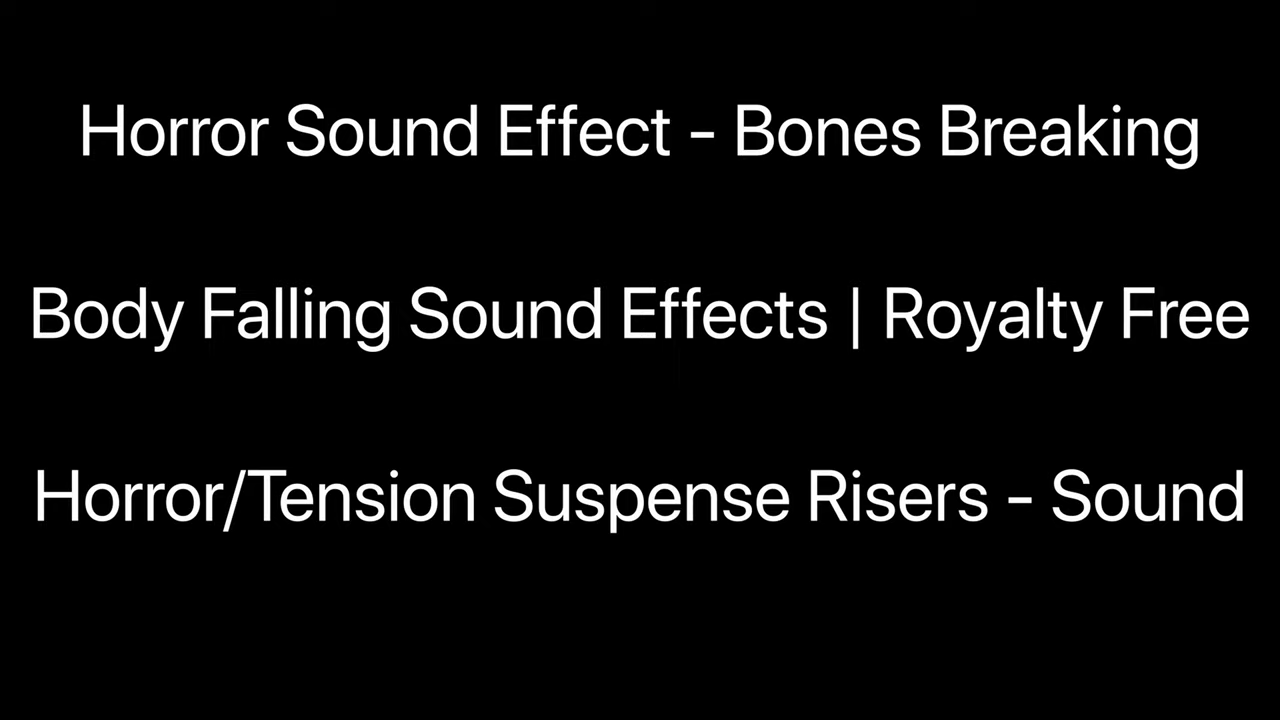 Horror Sound Effect - Bones Breaking
Body Falling Sound Effects | Royalty Free
Horror/Tension Suspense Risers - Sound